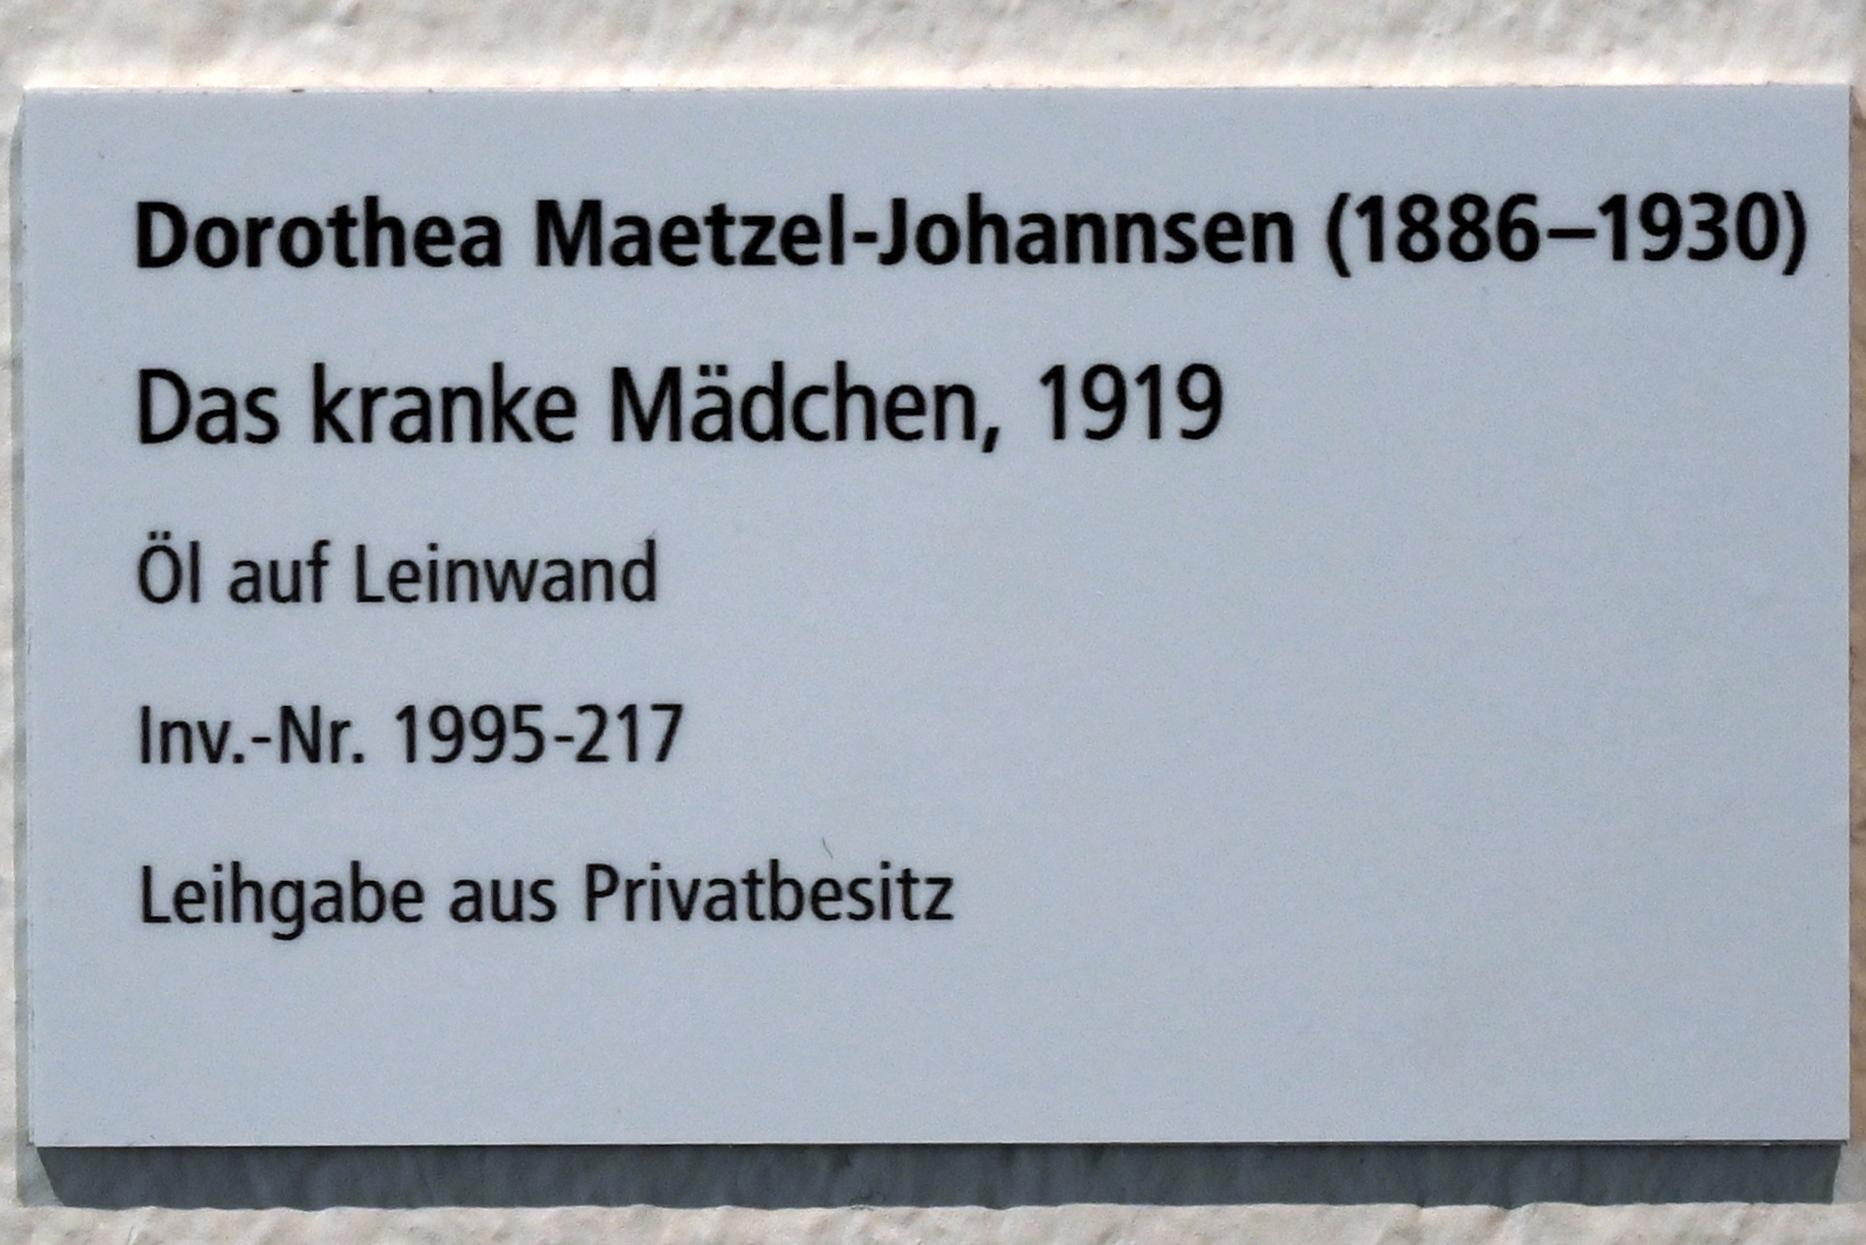 Dorothea Maetzel-Johannsen (1886–1930)
Das kranke Mädchen, 1919
Öl auf Leinwand
Inv.-Nr. 1995-217
Leihgabe aus Privatbesitz